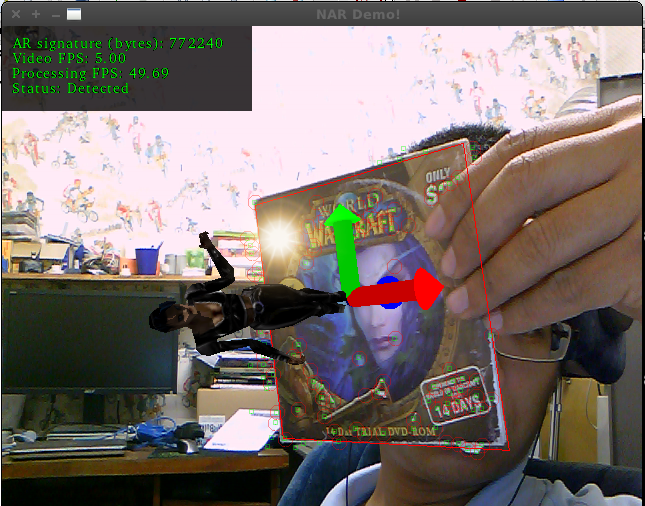 NAR Demo!
AR signature (bytes): 772240
Video FPS: 5.00
Processing FPS: 49.69
Status: Detected
ONLY
WORLD
WARCRAFT
14 DAYS
14 DAY TRIAL DVD-ROM